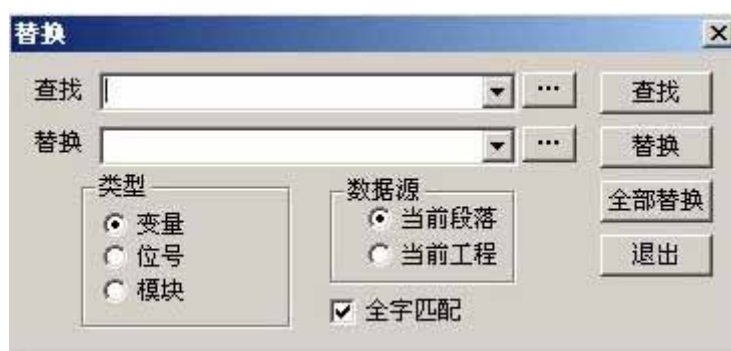 替换
查找 ... 查找
替换 ... 替换
类型 数据源 全部替换
变量 当前段落
位号 当前工程 退出
模块
全字匹配